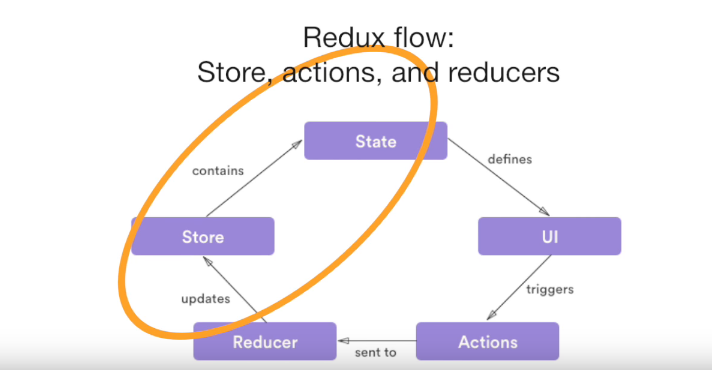 Redux flow:
Store, actions, and reducers
State
contains
defines
Store
UI
updates
triggers
Reducer
sent to
Actions